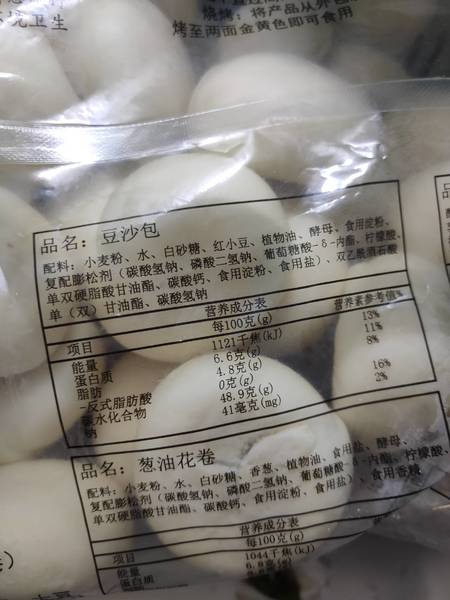 境卫生
烧烤：将产品从外包
烤至两面金黄色即可食用
品名：豆沙包
配料：小麦粉、水、白砂糖、红小豆、植物油、酵母、食用淀粉、
复配膨松剂（碳酸氢钠、磷酸二氢钠、葡萄糖酸-δ-内酯、柠檬酸、
单双硬脂酸甘油酯、碳酸钙、食用淀粉、食用盐）、双乙酰酒石酸
单（双）甘油酯、碳酸氢钠
营养成分表
项目 每100克(g) 营养素参考值%
能量 1121千焦(kJ) 13%
蛋白质 6.6克(g) 11%
脂肪 4.8克(g) 8%
-反式脂肪酸 0克(g)
碳水化合物 48.9克(g) 16%
钠 41毫克(mg) 2%
品名：葱油花卷
配料：小麦粉、水、白砂糖、香葱、植物油、食用盐、酵母、
复配膨松剂（碳酸氢钠、磷酸二氢钠、葡萄糖酸-δ-内酯、柠檬酸、
单双硬脂酸甘油酯、碳酸钙、食用淀粉、食用盐）、食用香精
营养成分表
项目 每100克(g)
能量 1044千焦(kJ)
蛋白质